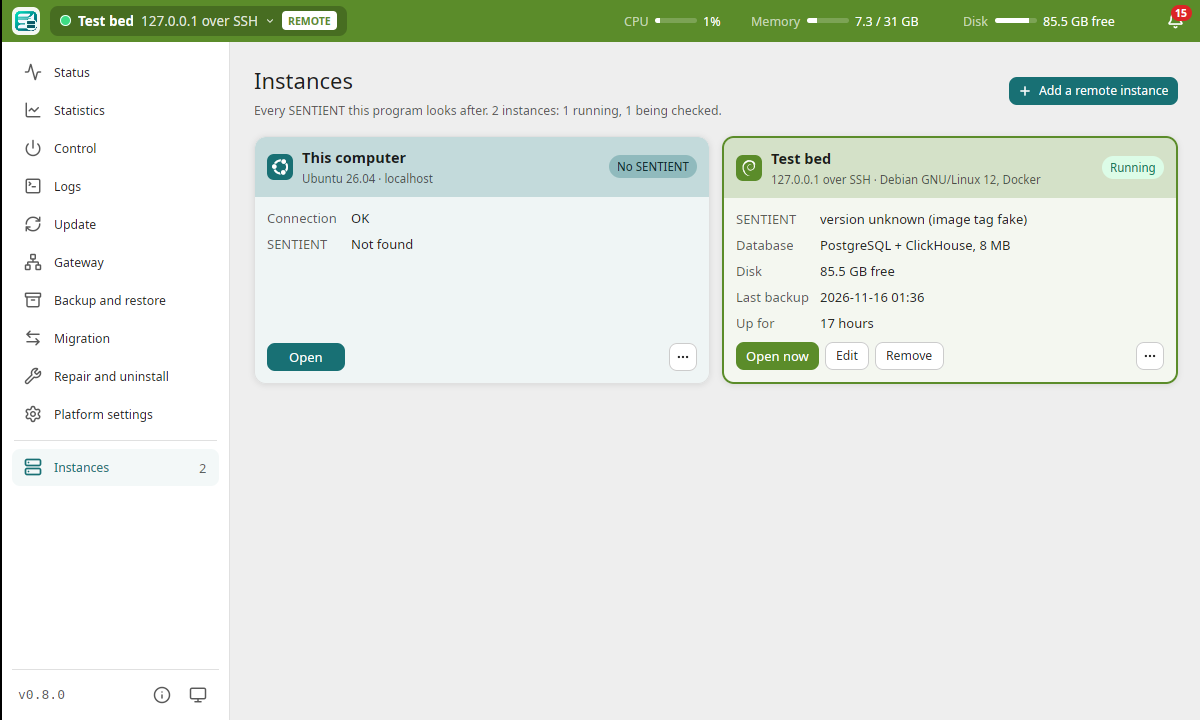 Test bed 127.0.0.1 over SSH REMOTE CPU 1% Memory 7.3 / 31 GB Disk 85.5 GB free 15
Status
Statistics
Control
Logs
Update
Gateway
Backup and restore
Migration
Repair and uninstall
Platform settings
Instances 2
v0.8.0
Instances
Every SENTIENT this program looks after. 2 instances: 1 running, 1 being checked.
+ Add a remote instance
This computer
Ubuntu 26.04 · localhost
No SENTIENT
Connection OK
SENTIENT Not found
Open ...
Test bed
127.0.0.1 over SSH · Debian GNU/Linux 12, Docker
Running
SENTIENT version unknown (image tag fake)
Database PostgreSQL + ClickHouse, 8 MB
Disk 85.5 GB free
Last backup 2026-11-16 01:36
Up for 17 hours
Open now Edit Remove ...